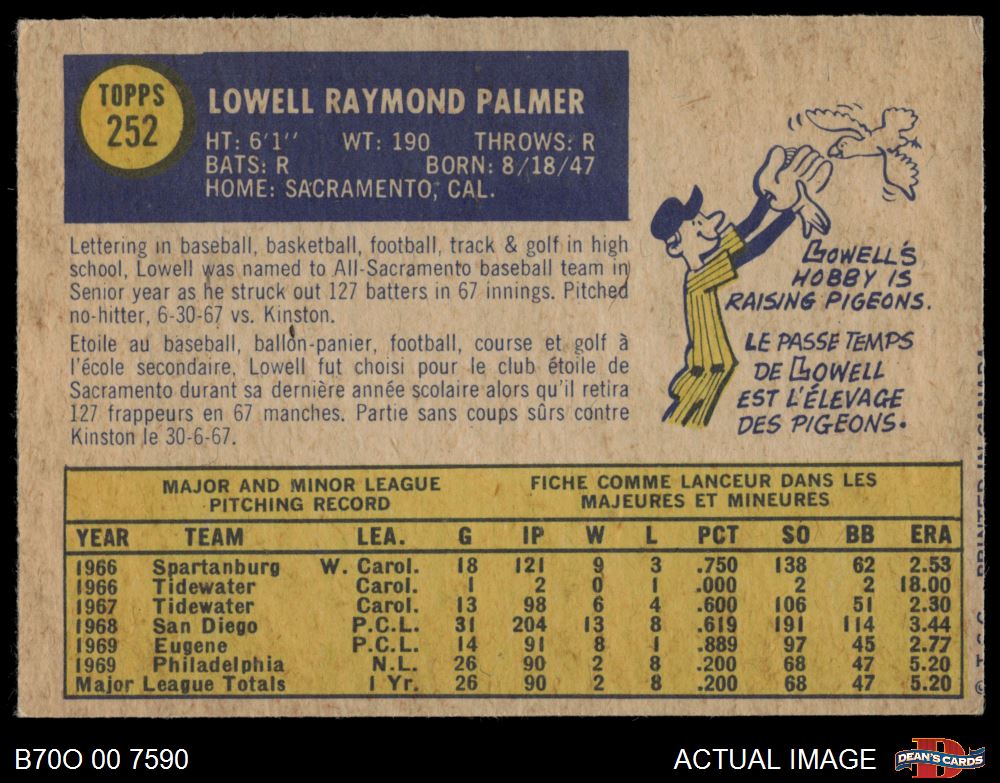 TOPPS
252
LOWELL RAYMOND PALMER
HT: 6'1'' WT: 190 THROWS: R
BATS: R BORN: 8/18/47
HOME: SACRAMENTO, CAL.
Lettering in baseball, basketball, football, track & golf in high
school, Lowell was named to All-Sacramento baseball team in
Senior year as he struck out 127 batters in 67 innings. Pitched
no-hitter, 6-30-67 vs. Kinston.
Etoile au baseball, ballon-panier, football, course et golf à
l'école secondaire, Lowell fut choisi pour le club étoile de
Sacramento durant sa dernière année scolaire alors qu'il retira
127 frappeurs en 67 manches. Partie sans coups sûrs contre
Kinston le 30-6-67.
LOWELL'S
HOBBY IS
RAISING PIGEONS.
LE PASSE TEMPS
DE LOWELL
EST L'ÉLEVAGE
DES PIGEONS.
MAJOR AND MINOR LEAGUE
PITCHING RECORD
FICHE COMME LANCEUR DANS LES
MAJEURES ET MINEURES
YEAR TEAM LEA. G IP W L PCT SO BB ERA
1966 Spartanburg W. Carol. 18 121 9 3 .750 138 62 2.53
1966 Tidewater Carol. 1 2 0 1 .000 2 2 18.00
1967 Tidewater Carol. 13 98 6 4 .600 106 51 2.30
1968 San Diego P.C.L. 31 204 13 8 .619 191 114 3.44
1969 Eugene P.C.L. 14 91 8 1 .889 97 45 2.77
1969 Philadelphia N.L. 26 90 2 8 .200 68 47 5.20
Major League Totals 1 Yr. 26 90 2 8 .200 68 47 5.20
B70O 00 7590
ACTUAL IMAGE
DEAN'S CARDS